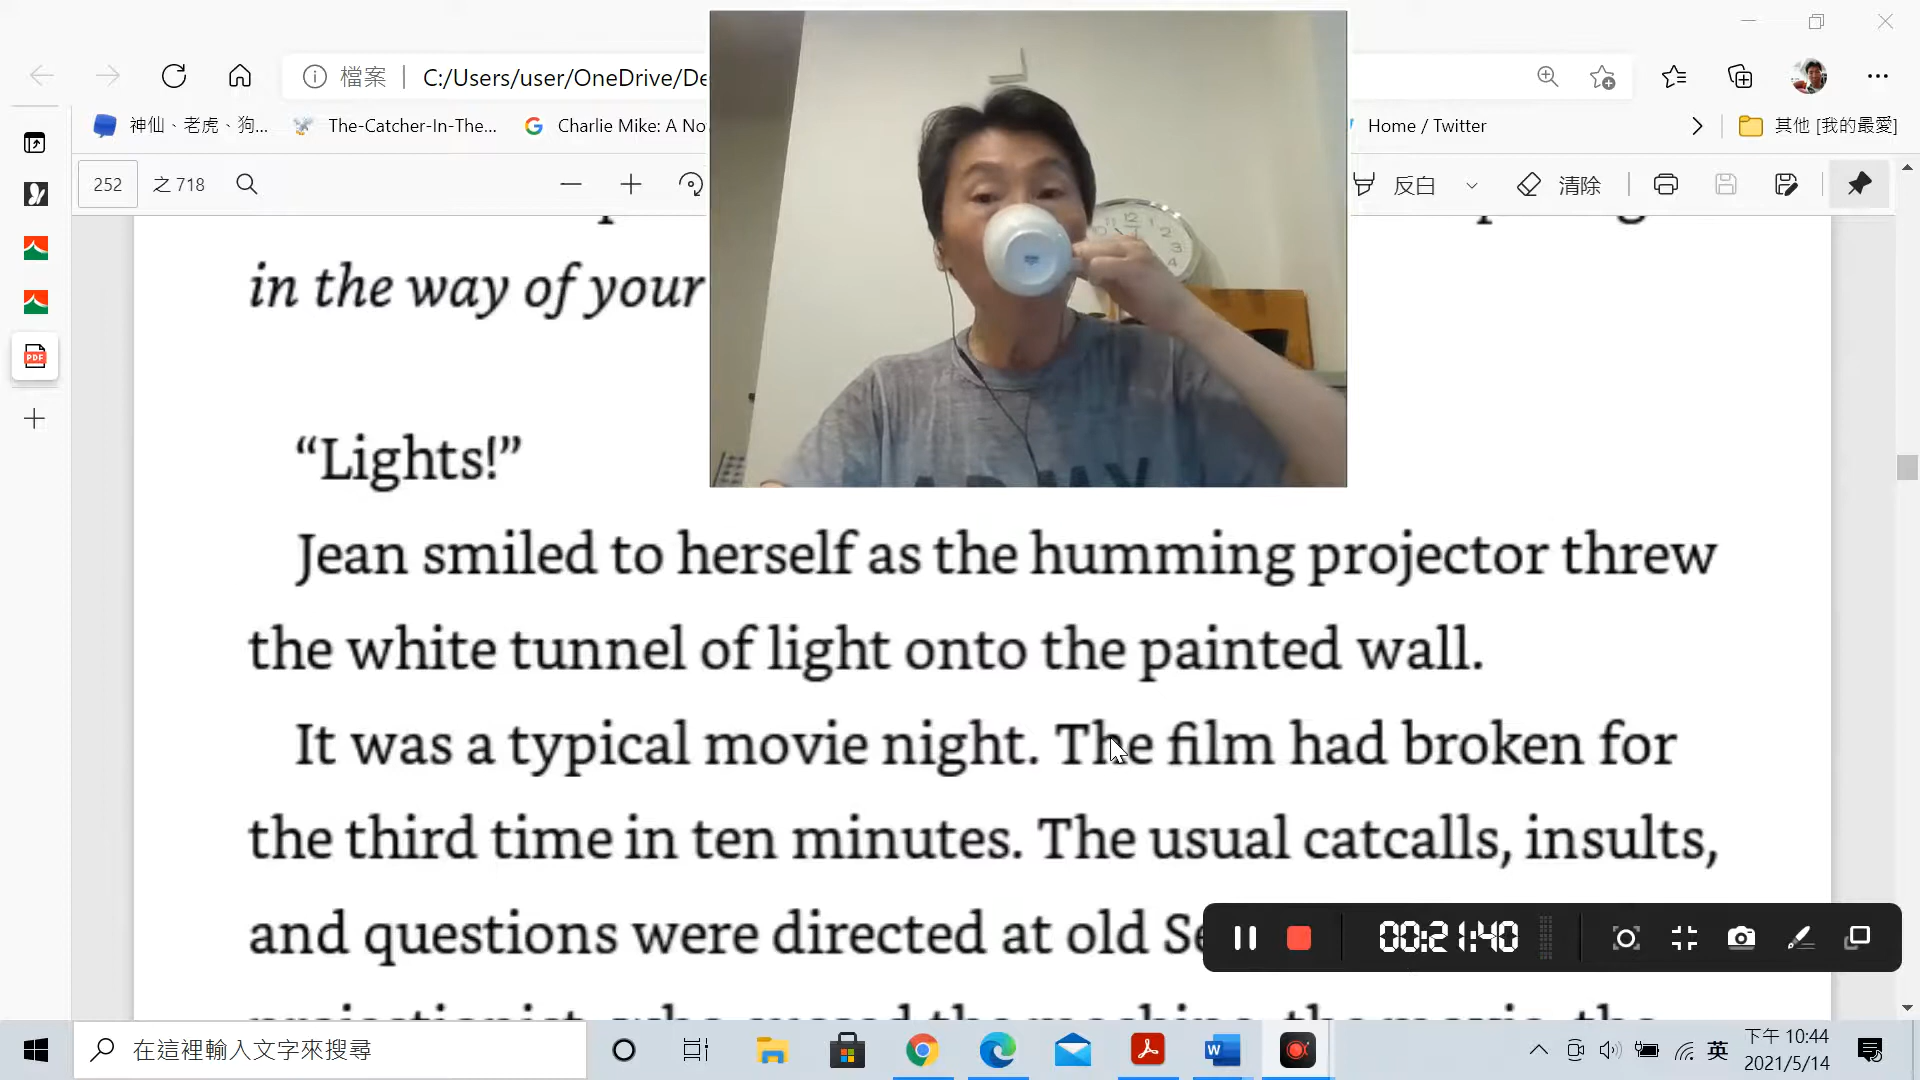 檔案
C:/Users/user/OneDrive/De
神仙、老虎、狗...
The-Catcher-In-The...
Charlie Mike: A No
Home / Twitter
其他 [我的最愛]
252 之 718
反白
清除
in the way of your
“Lights!”
Jean smiled to herself as the humming projector threw
the white tunnel of light onto the painted wall.
It was a typical movie night. The film had broken for
the third time in ten minutes. The usual catcalls, insults,
and questions were directed at old Se
00:21:40
在這裡輸入文字來搜尋
英
下午 10:44
2021/5/14